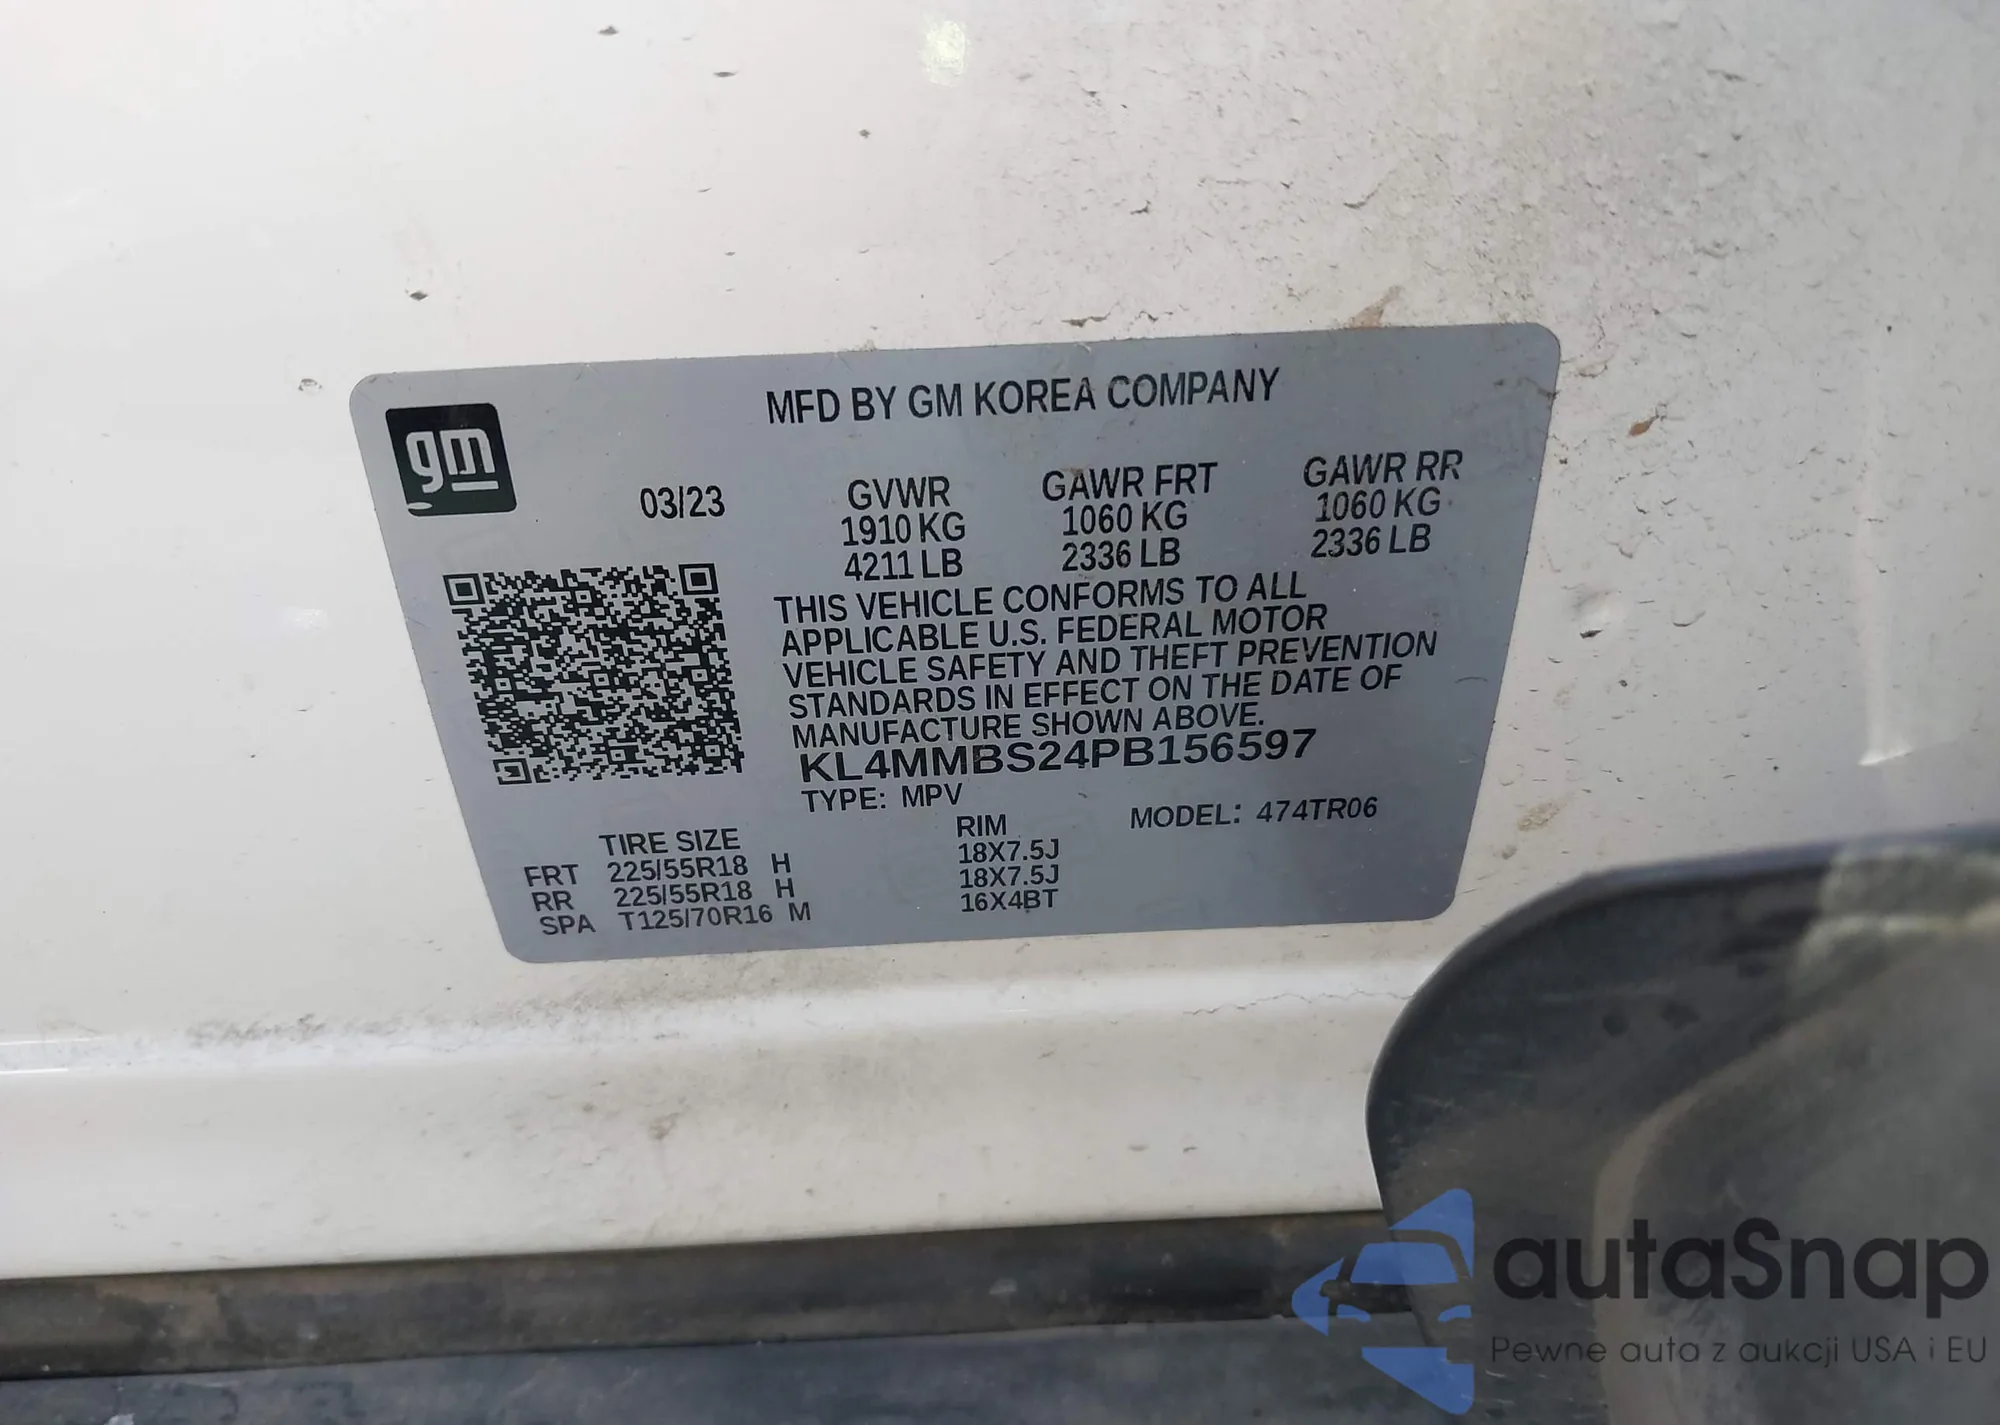 MFD BY GM KOREA COMPANY
gm
03/23
GVWR GAWR FRT GAWR RR
1910 KG 1060 KG 1060 KG
4211 LB 2336 LB 2336 LB
THIS VEHICLE CONFORMS TO ALL
APPLICABLE U.S. FEDERAL MOTOR
VEHICLE SAFETY AND THEFT PREVENTION
STANDARDS IN EFFECT ON THE DATE OF
MANUFACTURE SHOWN ABOVE.
KL4MMBS24PB156597
TYPE: MPV MODEL: 474TR06
TIRE SIZE RIM
FRT 225/55R18 H 18X7.5J
RR 225/55R18 H 18X7.5J
SPA T125/70R16 M 16X4BT
autaSnap
Pewne auta z aukcji USA i EU